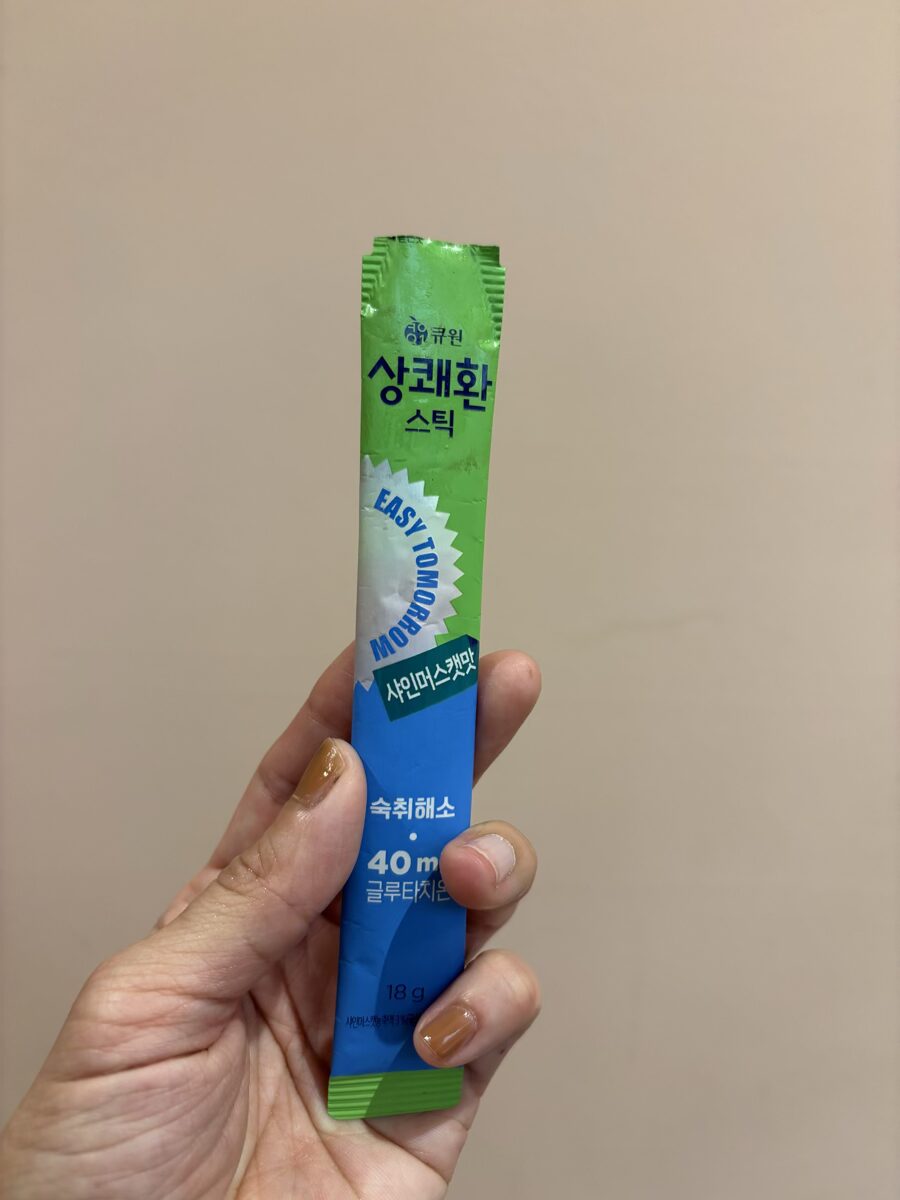 큐원
상쾌환
스틱
EASY TOMORROW
샤인머스캣맛
숙취해소
40 m
글루타치온
18 g